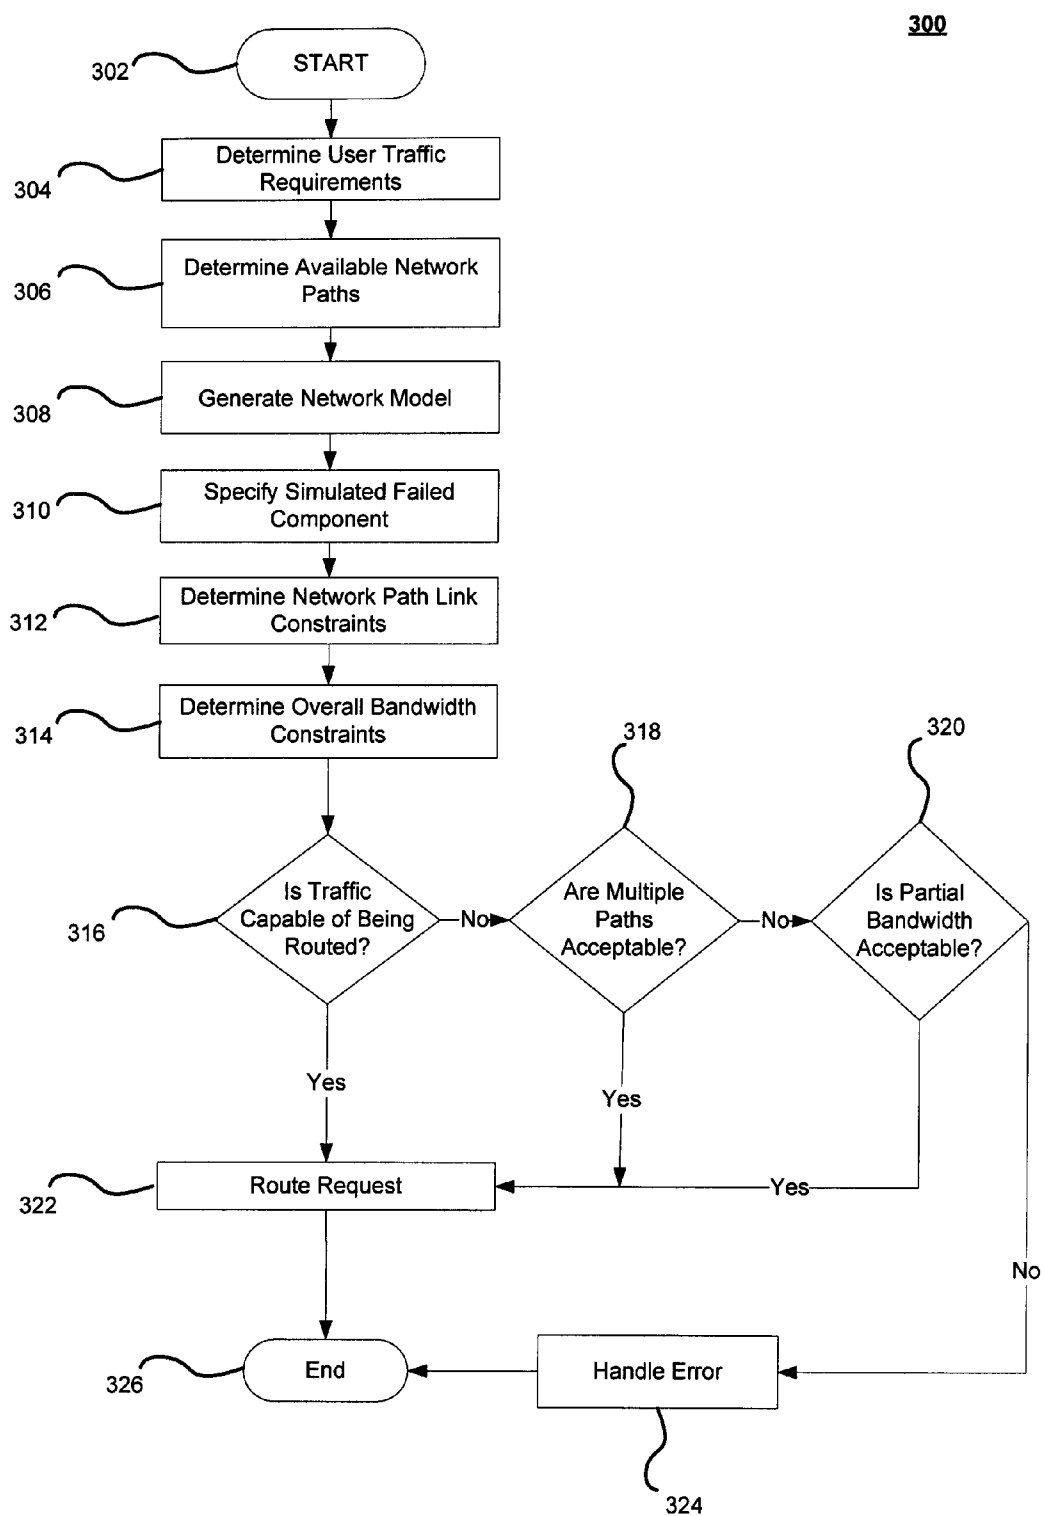 300
START
302
Determine User Traffic
Requirements
304
Determine Available Network
Paths
306
Generate Network Model
308
Specify Simulated Failed
Component
310
Determine Network Path Link
Constraints
312
Determine Overall Bandwidth
Constraints
314
318
320
Is Traffic
Capable of Being
Routed?
316
No
Are Multiple
Paths
Acceptable?
No
Is Partial
Bandwidth
Acceptable?
Yes
Yes
Route Request
322
Yes
No
End
326
Handle Error
324